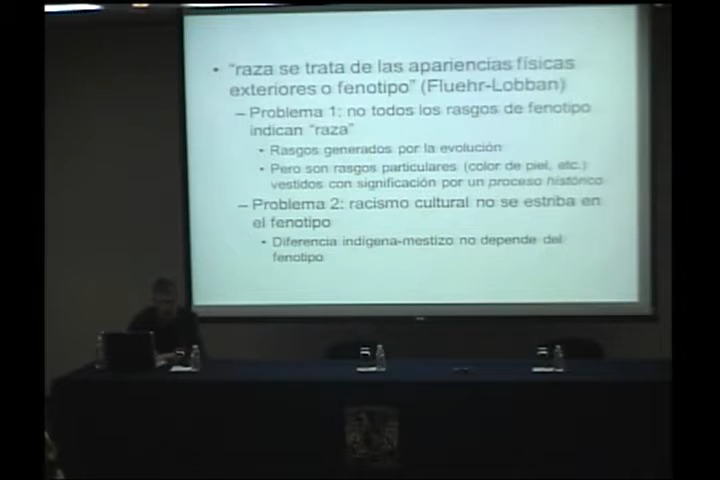 • "raza se trata de las apariencias físicas
exteriores o fenotipo" (Fluehr-Lobban)
– Problema 1: no todos los rasgos de fenotipo
indican "raza"
• Rasgos generados por la evolución
• Pero son rasgos particulares (color de piel, etc.)
vestidos con significación por un proceso histórico
– Problema 2: racismo cultural no se estriba en
el fenotipo
• Diferencia indígena-mestizo no depende del
fenotipo